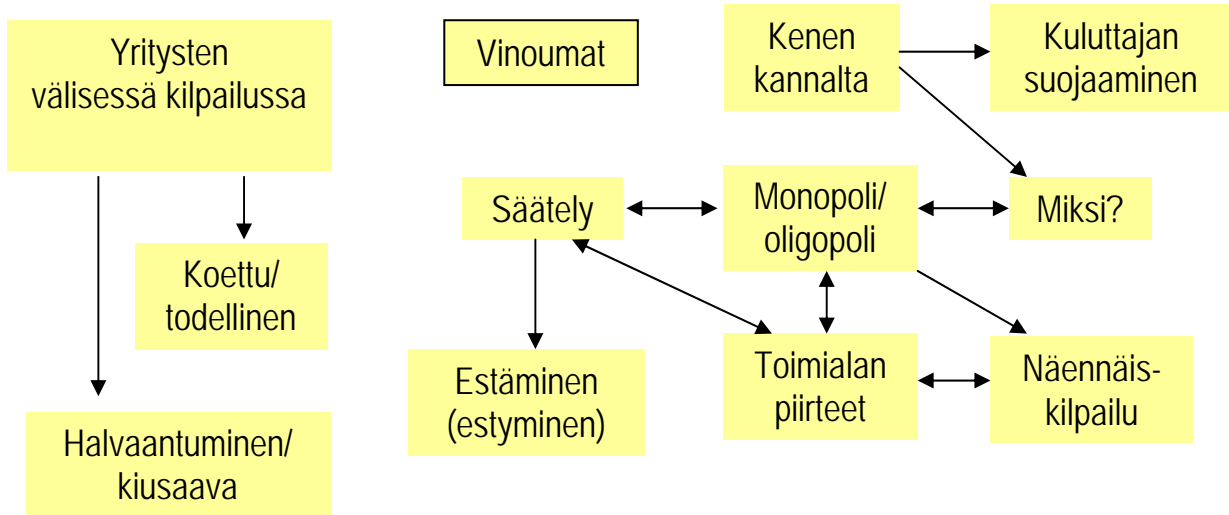 Yritysten
välisessä kilpailussa
Vinoumat
Kenen
kannalta
Kuluttajan
suojaaminen
Säätely
Monopoli/
oligopoli
Miksi?
Koettu/
todellinen
Estäminen
(estyminen)
Toimialan
piirteet
Näennäis-
kilpailu
Halvaantuminen/
kiusaava